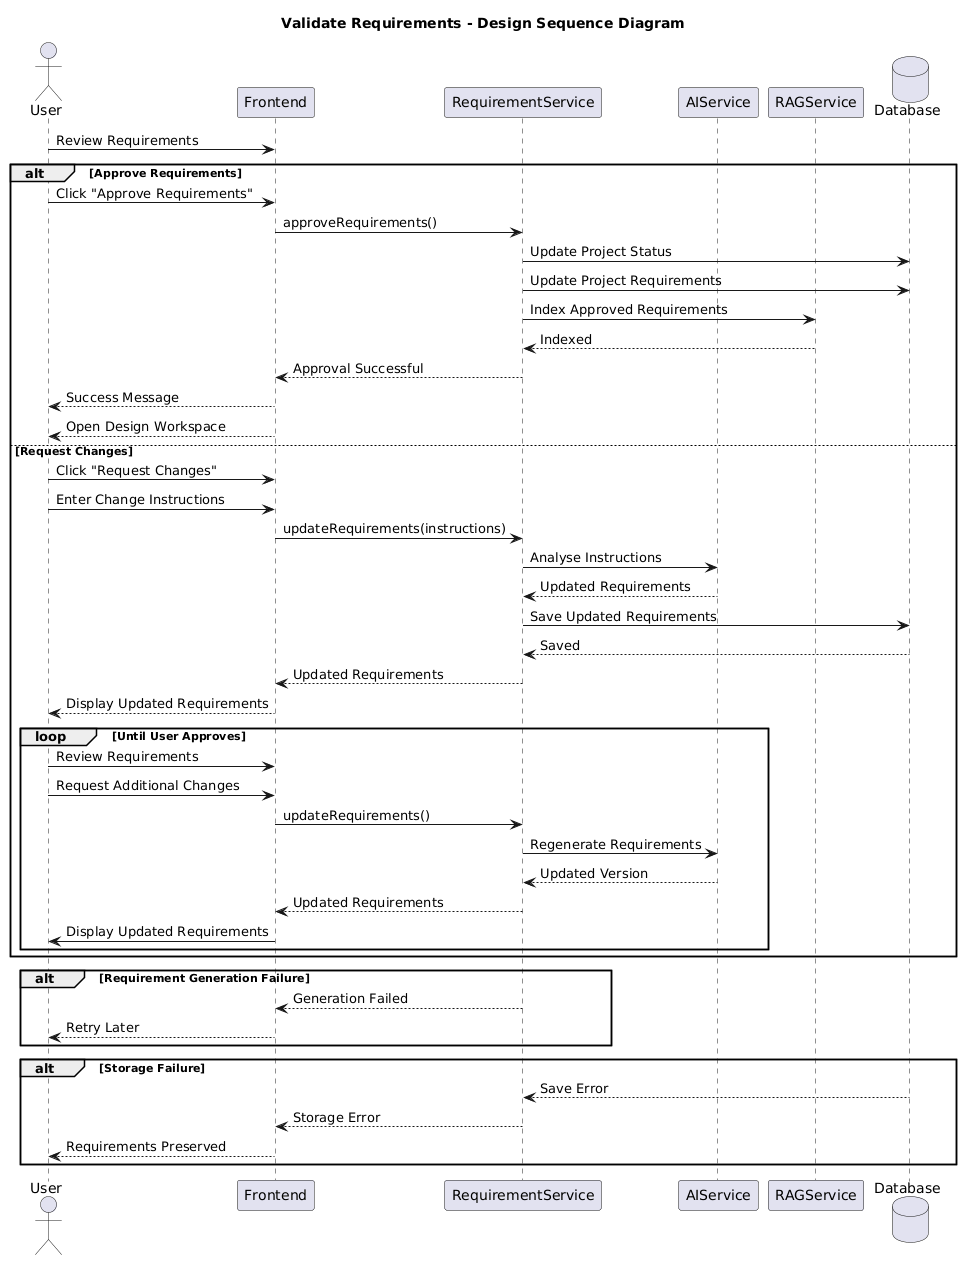 Validate Requirements - Design Sequence Diagram
User
Frontend
RequirementService
AIService
RAGService
Database
Review Requirements
alt [Approve Requirements]
Click "Approve Requirements"
approveRequirements()
Update Project Status
Update Project Requirements
Index Approved Requirements
Indexed
Approval Successful
Success Message
Open Design Workspace
[Request Changes]
Click "Request Changes"
Enter Change Instructions
updateRequirements(instructions)
Analyse Instructions
Updated Requirements
Save Updated Requirements
Saved
Updated Requirements
Display Updated Requirements
loop [Until User Approves]
Review Requirements
Request Additional Changes
updateRequirements()
Regenerate Requirements
Updated Version
Updated Requirements
Display Updated Requirements
alt [Requirement Generation Failure]
Generation Failed
Retry Later
alt [Storage Failure]
Save Error
Storage Error
Requirements Preserved
User
Frontend
RequirementService
AIService
RAGService
Database